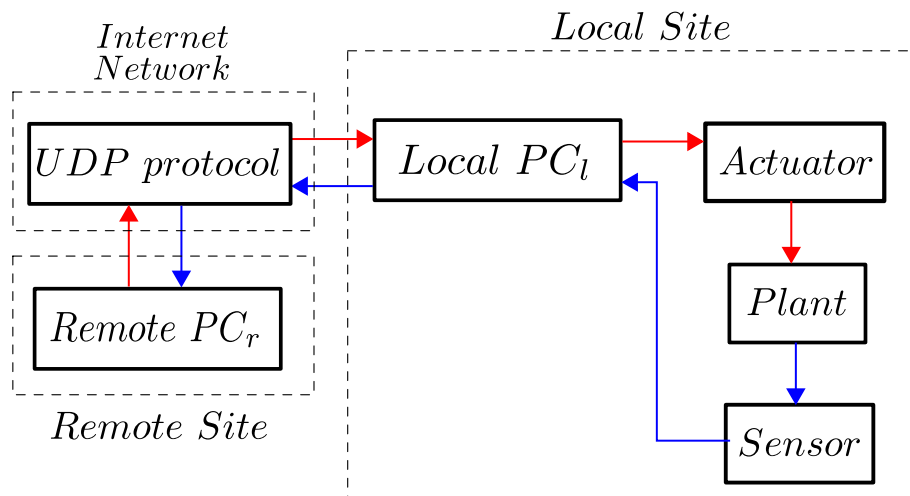 Internet
Network
Local Site
UDP protocol
Local PC_l
Actuator
Plant
Remote PC_r
Remote Site
Sensor